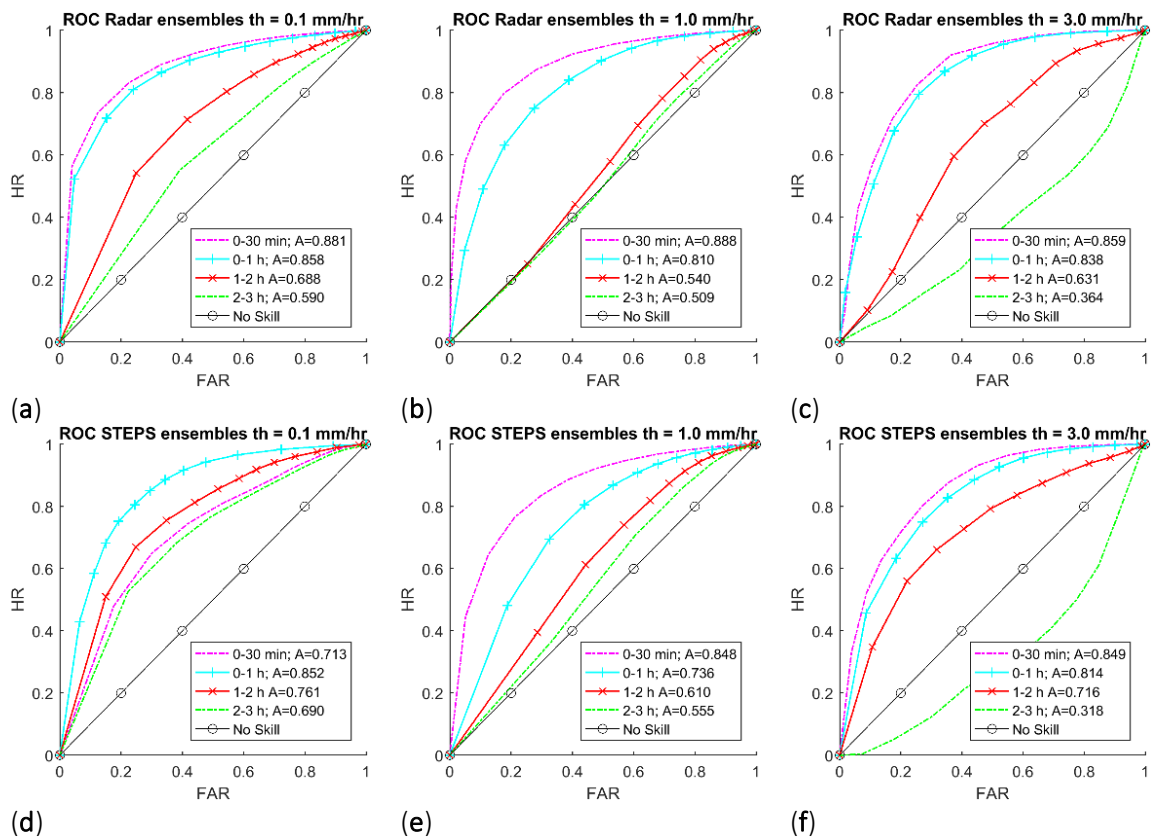 ROC Radar ensembles th = 0.1 mm/hr
1
0.8
0.6
0.4
0.2
0
HR
0 0.2 0.4 0.6 0.8 1
FAR
0-30 min; A=0.881
0-1 h; A=0.858
1-2 h A=0.688
2-3 h; A=0.590
No Skill
(a)
ROC Radar ensembles th = 1.0 mm/hr
1
0.8
0.6
0.4
0.2
0
HR
0 0.2 0.4 0.6 0.8 1
FAR
0-30 min; A=0.888
0-1 h; A=0.810
1-2 h A=0.540
2-3 h; A=0.509
No Skill
(b)
ROC Radar ensembles th = 3.0 mm/hr
1
0.8
0.6
0.4
0.2
0
HR
0 0.2 0.4 0.6 0.8 1
FAR
0-30 min; A=0.859
0-1 h; A=0.838
1-2 h A=0.631
2-3 h; A=0.364
No Skill
(c)
ROC STEPS ensembles th = 0.1 mm/hr
1
0.8
0.6
0.4
0.2
0
HR
0 0.2 0.4 0.6 0.8 1
FAR
0-30 min; A=0.713
0-1 h; A=0.852
1-2 h A=0.761
2-3 h; A=0.690
No Skill
(d)
ROC STEPS ensembles th = 1.0 mm/hr
1
0.8
0.6
0.4
0.2
0
HR
0 0.2 0.4 0.6 0.8 1
FAR
0-30 min; A=0.848
0-1 h; A=0.736
1-2 h A=0.610
2-3 h; A=0.555
No Skill
(e)
ROC STEPS ensembles th = 3.0 mm/hr
1
0.8
0.6
0.4
0.2
0
HR
0 0.2 0.4 0.6 0.8 1
FAR
0-30 min; A=0.849
0-1 h; A=0.814
1-2 h A=0.716
2-3 h; A=0.318
No Skill
(f)